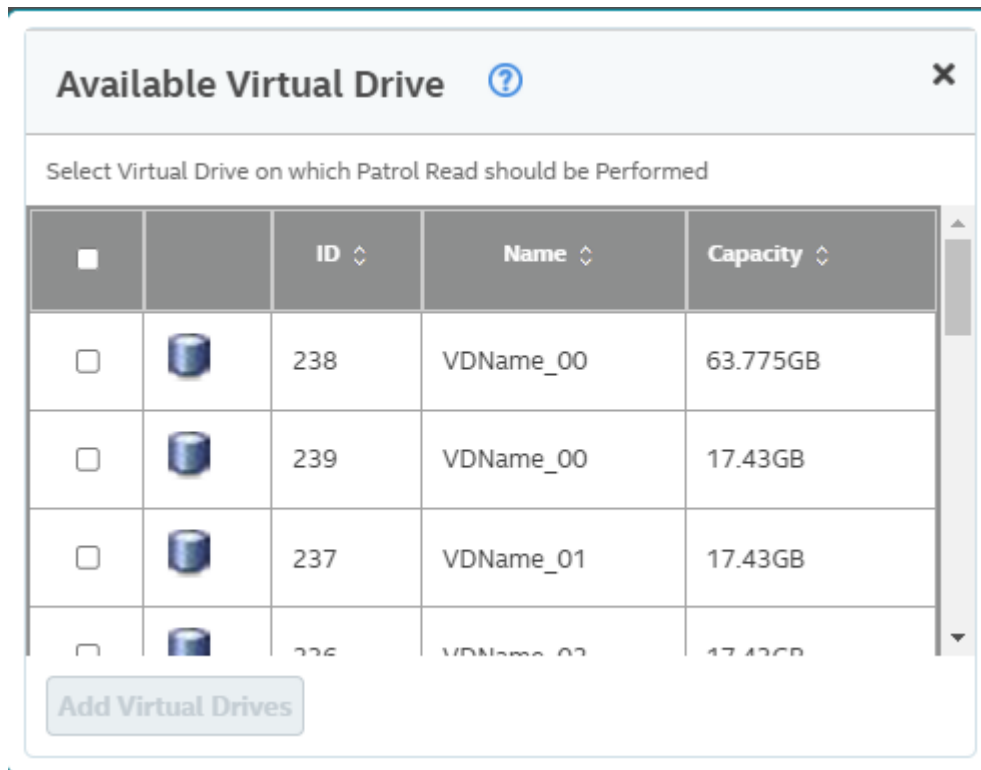 Available Virtual Drive ?
Select Virtual Drive on which Patrol Read should be Performed
ID Name Capacity
238 VDName_00 63.775GB
239 VDName_00 17.43GB
237 VDName_01 17.43GB
Add Virtual Drives